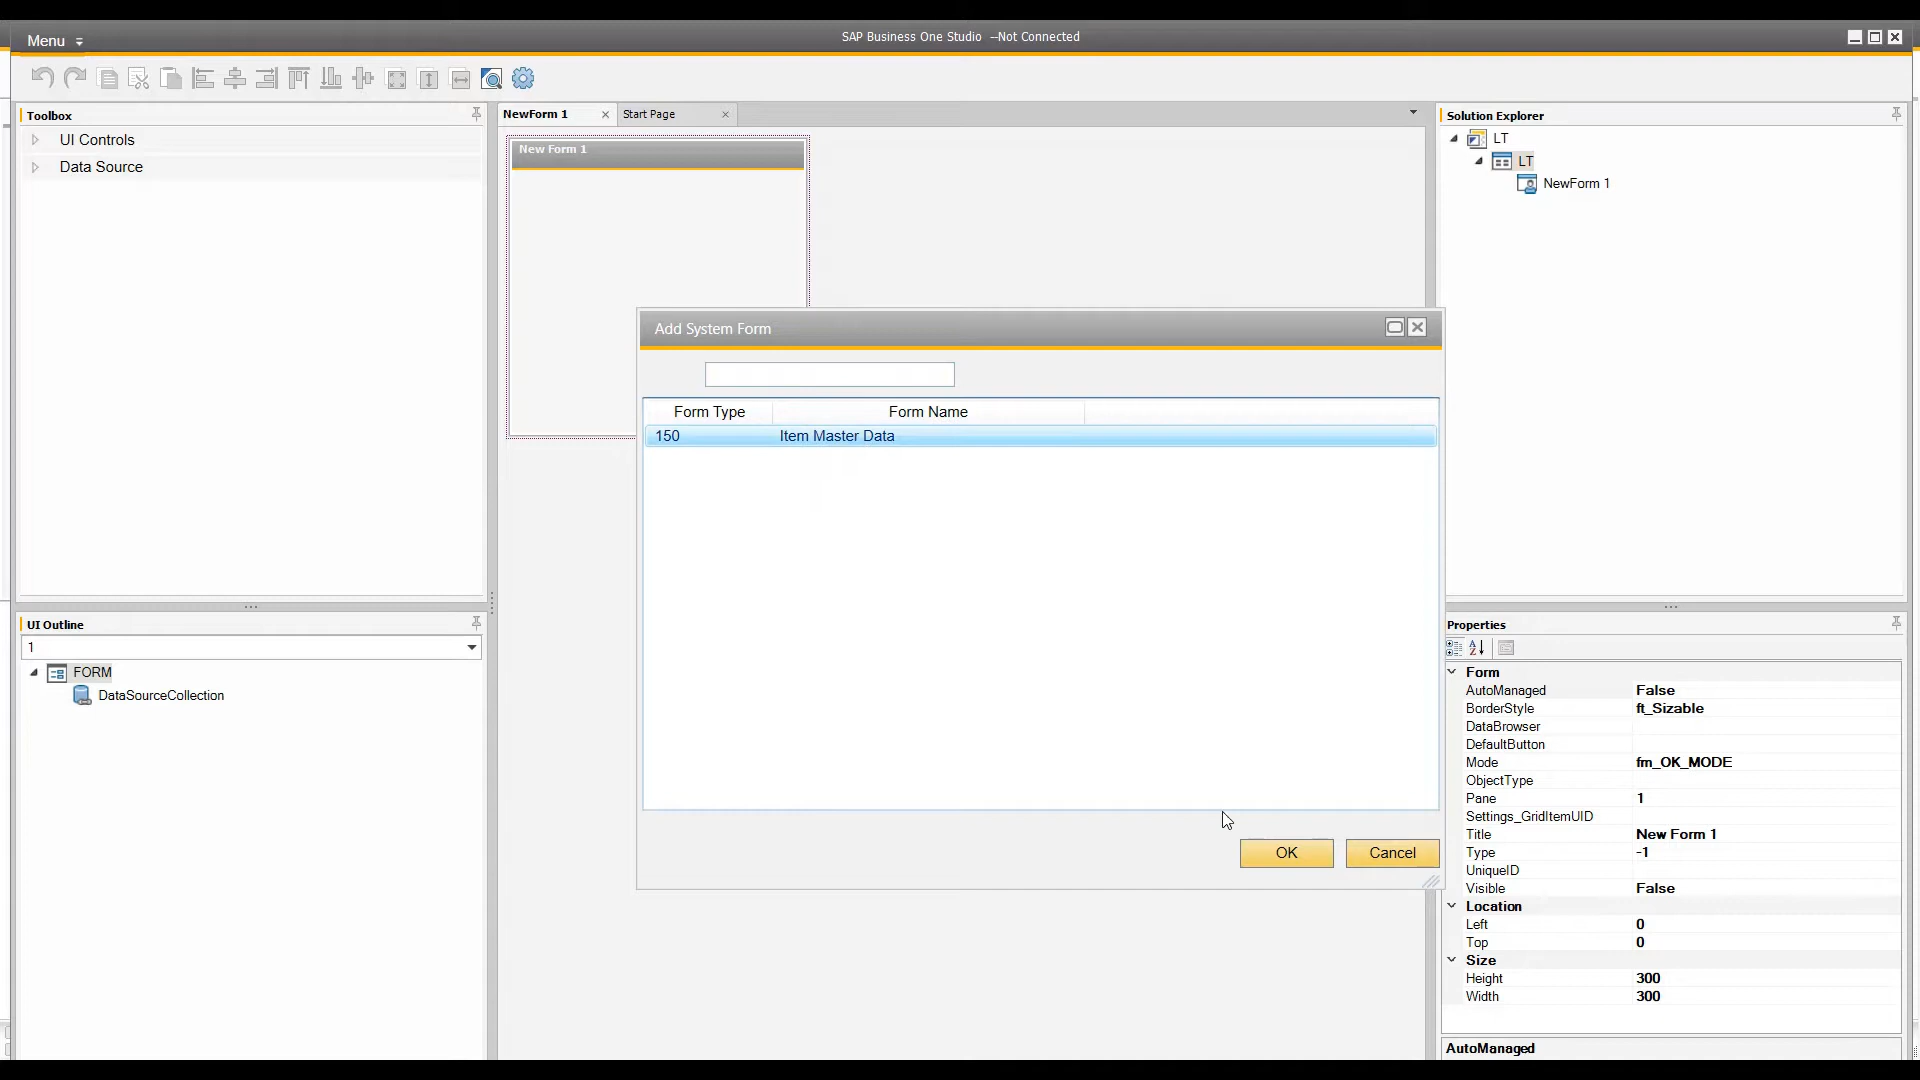 SAP Business One Studio --Not Connected
Menu
Toolbox
UI Controls
Data Source
NewForm 1
Start Page
New Form 1
Solution Explorer
LT
LT
NewForm 1
Add System Form
Form Type
Form Name
150
Item Master Data
OK
Cancel
UI Outline
1
FORM
DataSourceCollection
Properties
Form
AutoManaged False
BorderStyle ft_Sizable
DataBrowser
DefaultButton
Mode fm_OK_MODE
ObjectType
Pane 1
Settings_GridItemUID
Title New Form 1
Type -1
UniqueID
Visible False
Location
Left 0
Top 0
Size
Height 300
Width 300
AutoManaged